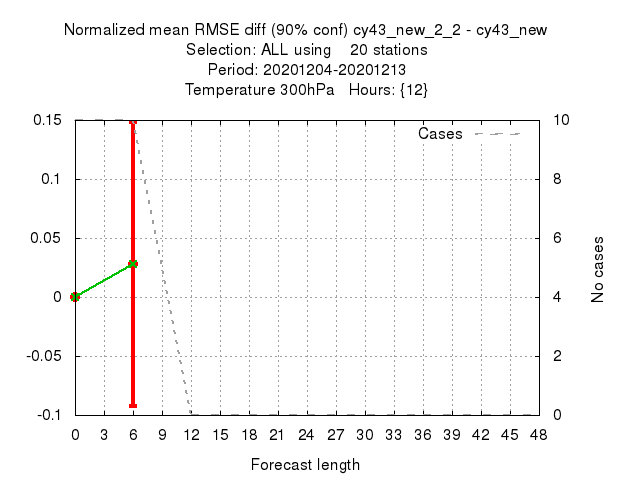 Normalized mean RMSE diff (90% conf) cy43_new_2_2 - cy43_new
Selection: ALL using    20 stations
Period: 20201204-20201213
Temperature 300hPa   Hours: {12}
0.15
0.1
0.05
0
-0.05
-0.1
Cases
10
8
6
4
2
0
No cases
0 3 6 9 12 15 18 21 24 27 30 33 36 39 42 45 48
Forecast length